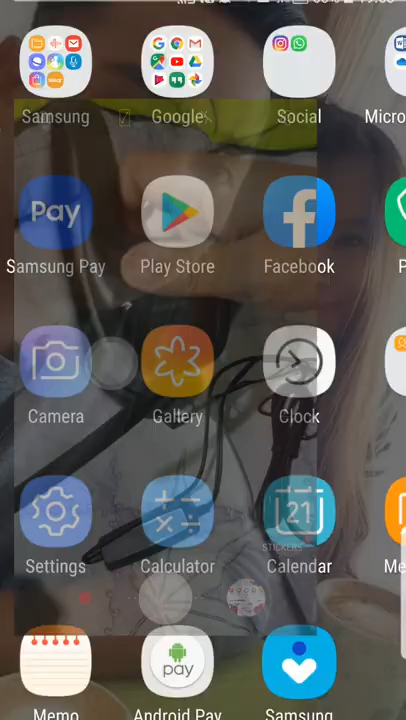 Samsung
Google
Social
Micro
Pay
Samsung Pay
Play Store
Facebook
P
Camera
Gallery
Clock
21
Settings
Calculator
Calendar
Me
STICKERS
pay
Memo
Android Pay
Samsung